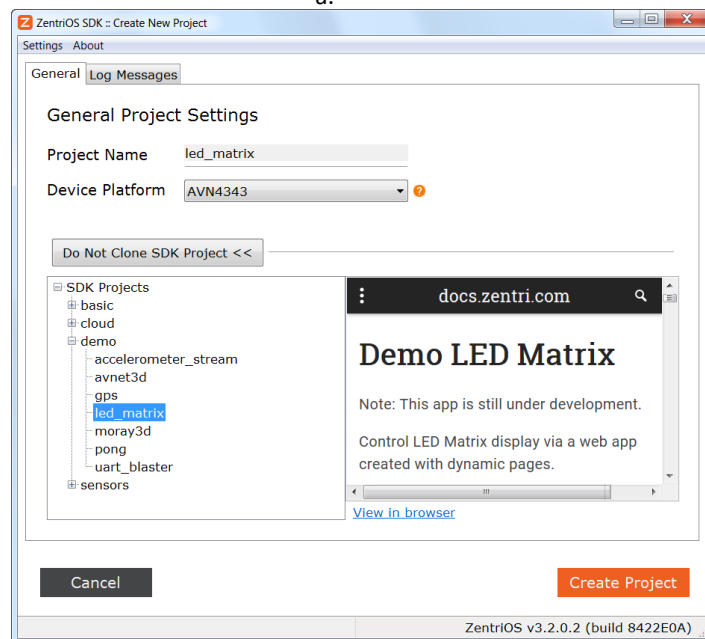 a.
ZentriOS SDK :: Create New Project
Settings About
General Log Messages
General Project Settings
Project Name led_matrix
Device Platform AVN4343
Do Not Clone SDK Project <<
SDK Projects
basic
cloud
demo
accelerometer_stream
avnet3d
gps
led_matrix
moray3d
pong
uart_blaster
sensors
docs.zentri.com
Demo LED Matrix
Note: This app is still under development.
Control LED Matrix display via a web app
created with dynamic pages.
View in browser
Cancel
Create Project
ZentriOS v3.2.0.2 (build 8422E0A)